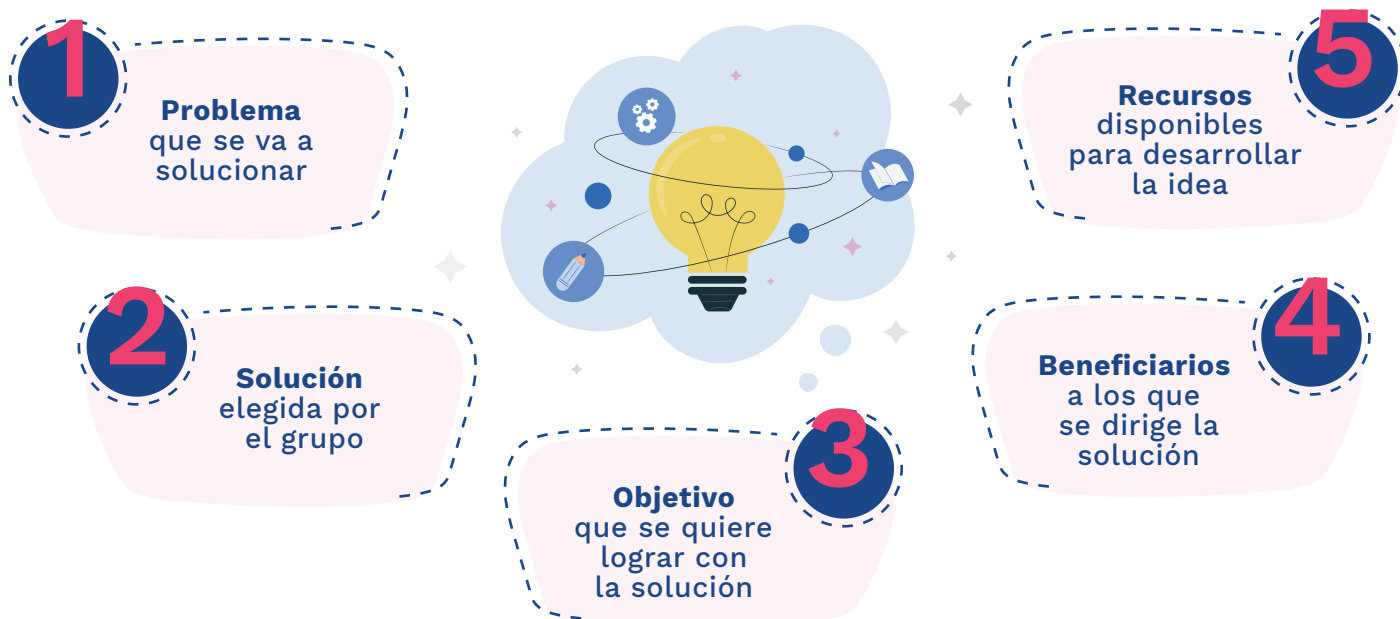 1
Problema
que se va a
solucionar
2
Solución
elegida por
el grupo
3
Objetivo
que se quiere
lograr con
la solución
4
Beneficiarios
a los que
se dirige la
solución
5
Recursos
disponibles
para desarrollar
la idea